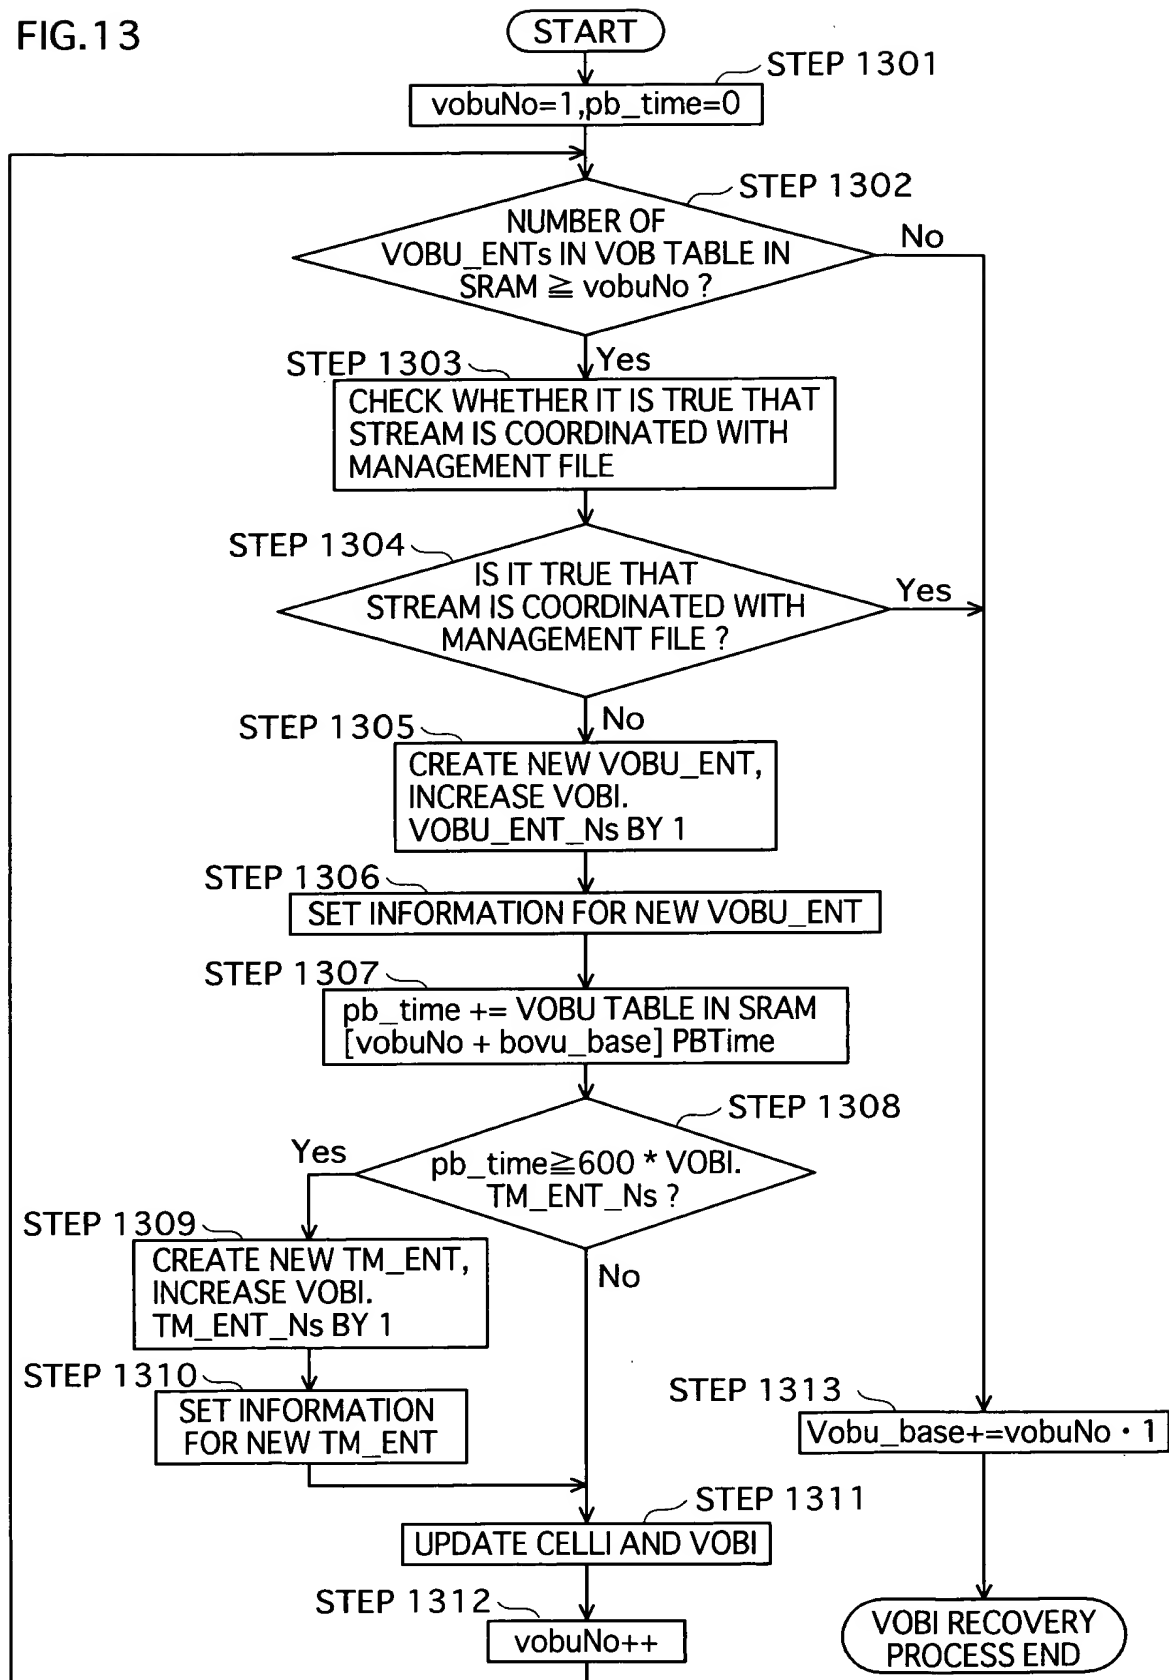 FIG.13
START
STEP 1301
vobuNo=1,pb_time=0
STEP 1302
NUMBER OF
VOBU_ENTs IN VOB TABLE IN
SRAM ≧ vobuNo ?
No
STEP 1303
Yes
CHECK WHETHER IT IS TRUE THAT
STREAM IS COORDINATED WITH
MANAGEMENT FILE
STEP 1304
IS IT TRUE THAT
STREAM IS COORDINATED WITH
MANAGEMENT FILE ?
Yes
No
STEP 1305
CREATE NEW VOBU_ENT,
INCREASE VOBI.
VOBU_ENT_Ns BY 1
STEP 1306
SET INFORMATION FOR NEW VOBU_ENT
STEP 1307
pb_time += VOBU TABLE IN SRAM
[vobuNo + bovu_base] PBTime
STEP 1308
Yes
pb_time≧600 * VOBI.
TM_ENT_Ns ?
STEP 1309
CREATE NEW TM_ENT,
INCREASE VOBI.
TM_ENT_Ns BY 1
No
STEP 1310
SET INFORMATION
FOR NEW TM_ENT
STEP 1313
Vobu_base+=vobuNo・1
STEP 1311
UPDATE CELLI AND VOBI
STEP 1312
vobuNo++
VOBI RECOVERY
PROCESS END